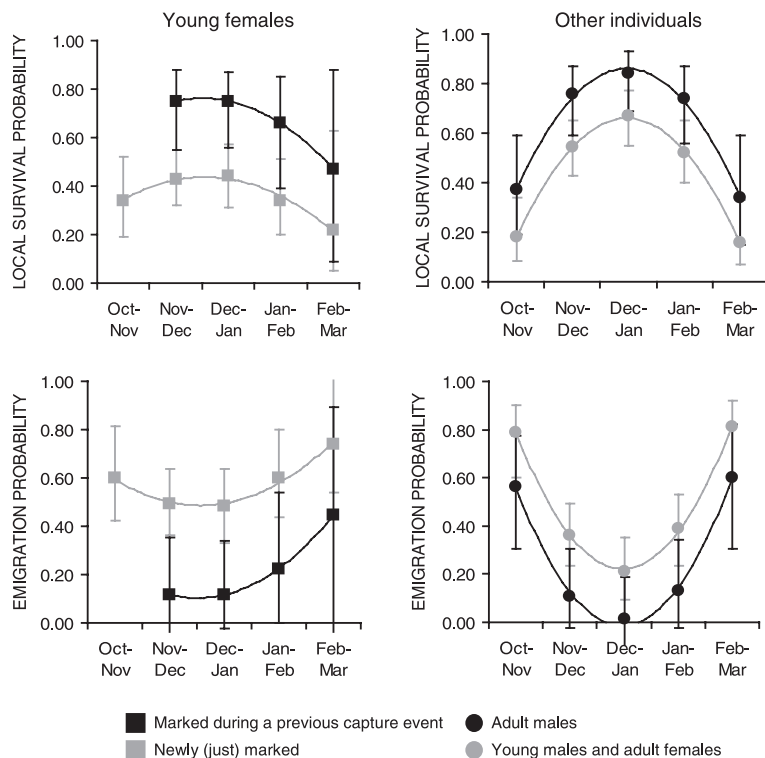 Young females
Other individuals
LOCAL SURVIVAL PROBABILITY
1.00
0.80
0.60
0.40
0.20
0.00
Oct-
Nov
Nov-
Dec
Dec-
Jan
Jan-
Feb
Feb-
Mar
LOCAL SURVIVAL PROBABILITY
1.00
0.80
0.60
0.40
0.20
0.00
Oct-
Nov
Nov-
Dec
Dec-
Jan
Jan-
Feb
Feb-
Mar
EMIGRATION PROBABILITY
1.00
0.80
0.60
0.40
0.20
0.00
Oct-
Nov
Nov-
Dec
Dec-
Jan
Jan-
Feb
Feb-
Mar
EMIGRATION PROBABILITY
1.00
0.80
0.60
0.40
0.20
0.00
Oct-
Nov
Nov-
Dec
Dec-
Jan
Jan-
Feb
Feb-
Mar
Marked during a previous capture event
Adult males
Newly (just) marked
Young males and adult females